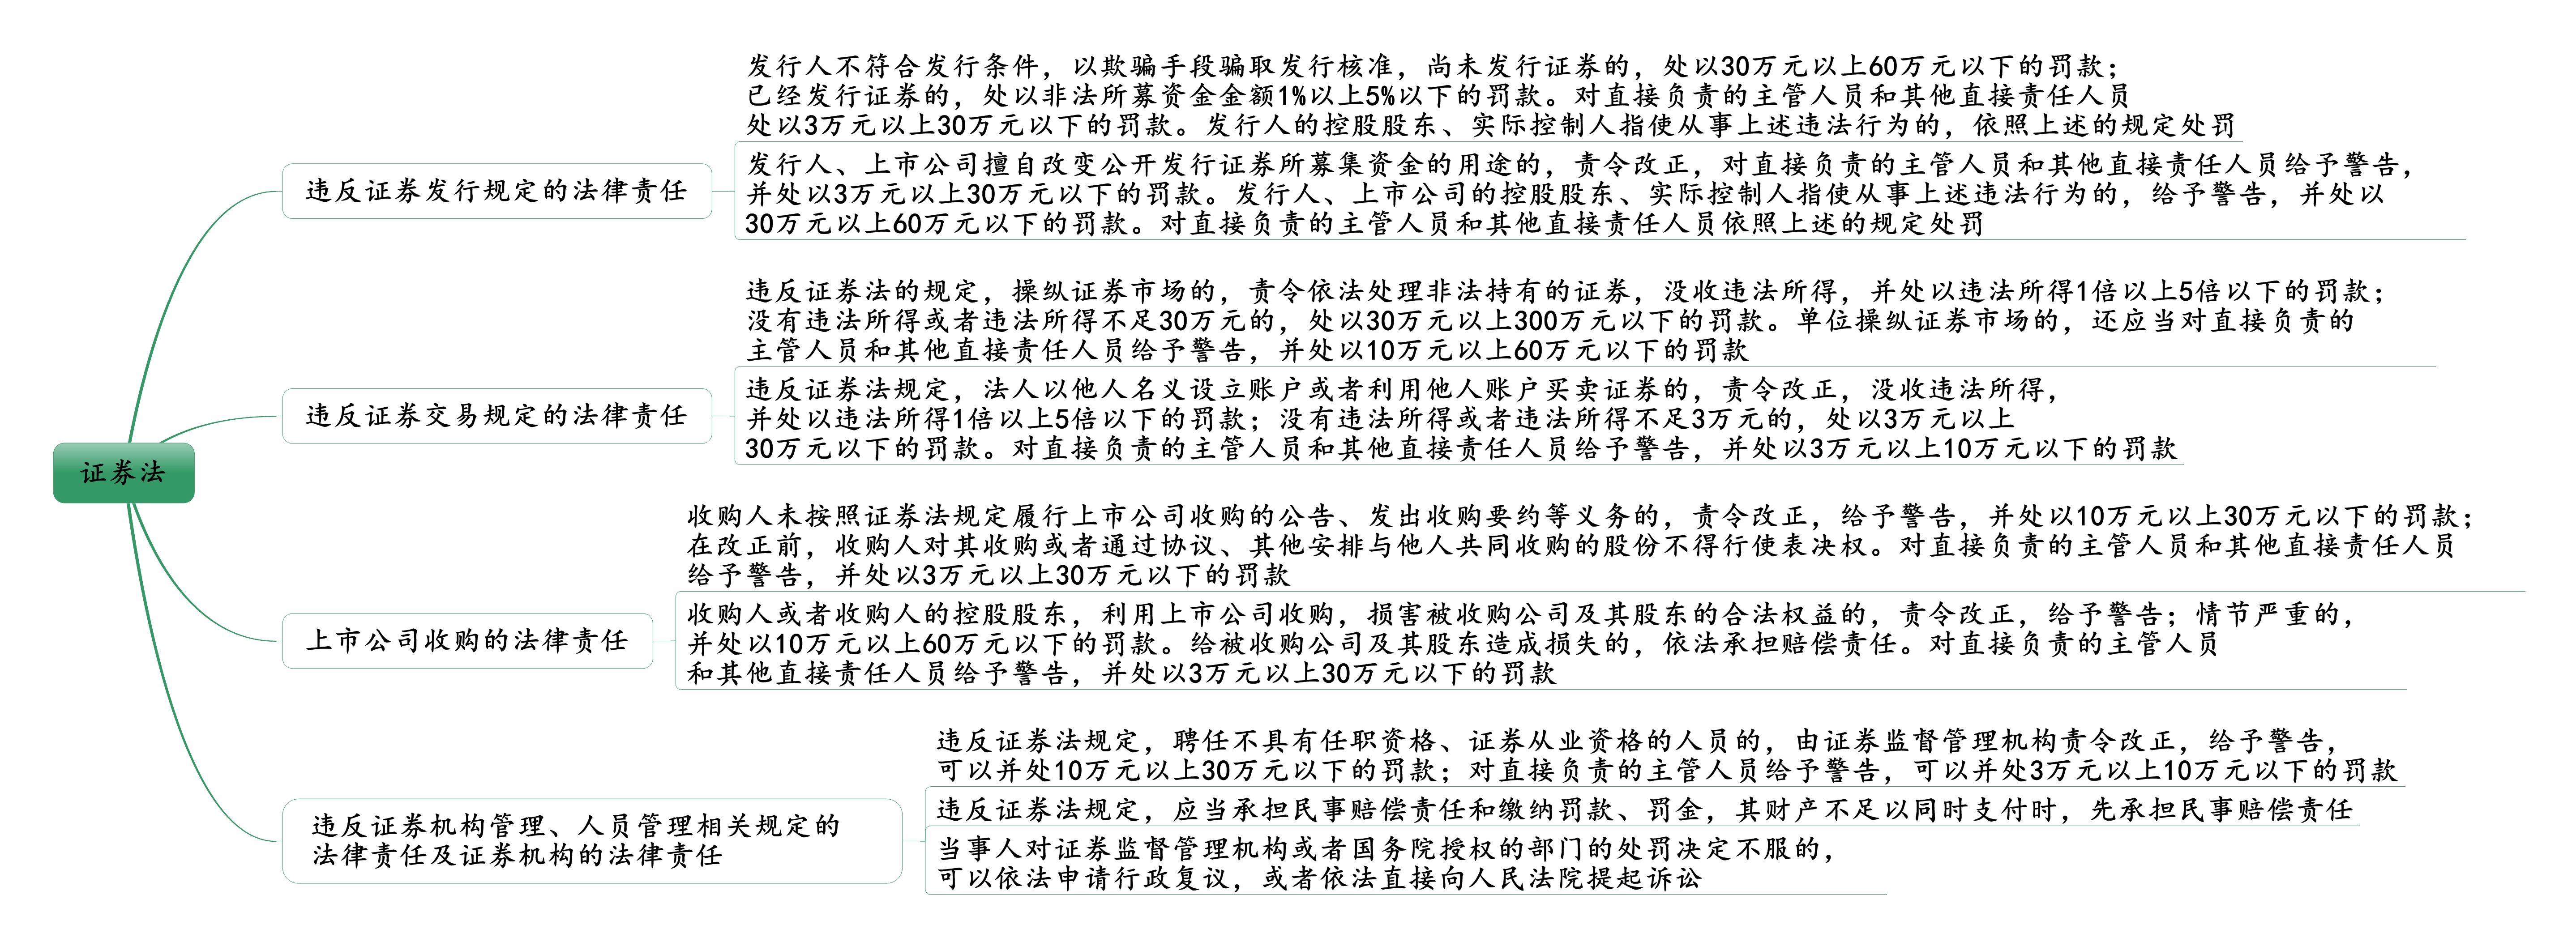 证券法
违反证券发行规定的法律责任
发行人不符合发行条件，以欺骗手段骗取发行核准，尚未发行证券的，处以30万元以上60万元以下的罚款；
已经发行证券的，处以非法所募资金金额1%以上5%以下的罚款。对直接负责的主管人员和其他直接责任人员
处以3万元以上30万元以下的罚款。发行人的控股股东、实际控制人指使从事上述违法行为的，依照上述的规定处罚
发行人、上市公司擅自改变公开发行证券所募集资金的用途的，责令改正，对直接负责的主管人员和其他直接责任人员给予警告，
并处以3万元以上30万元以下的罚款。发行人、上市公司的控股股东、实际控制人指使从事上述违法行为的，给予警告，并处以
30万元以上60万元以下的罚款。对直接负责的主管人员和其他直接责任人员依照上述的规定处罚
违反证券交易规定的法律责任
违反证券法的规定，操纵证券市场的，责令依法处理非法持有的证券，没收违法所得，并处以违法所得1倍以上5倍以下的罚款；
没有违法所得或者违法所得不足30万元的，处以30万元以上300万元以下的罚款。单位操纵证券市场的，还应当对直接负责的
主管人员和其他直接责任人员给予警告，并处以10万元以上60万元以下的罚款
违反证券法规定，法人以他人名义设立账户或者利用他人账户买卖证券的，责令改正，没收违法所得，
并处以违法所得1倍以上5倍以下的罚款；没有违法所得或者违法所得不足3万元的，处以3万元以上
30万元以下的罚款。对直接负责的主管人员和其他直接责任人员给予警告，并处以3万元以上10万元以下的罚款
上市公司收购的法律责任
收购人未按照证券法规定履行上市公司收购的公告、发出收购要约等义务的，责令改正，给予警告，并处以10万元以上30万元以下的罚款；
在改正前，收购人对其收购或者通过协议、其他安排与他人共同收购的股份不得行使表决权。对直接负责的主管人员和其他直接责任人员
给予警告，并处以3万元以上30万元以下的罚款
收购人或者收购人的控股股东，利用上市公司收购，损害被收购公司及其股东的合法权益的，责令改正，给予警告；情节严重的，
并处以10万元以上60万元以下的罚款。给被收购公司及其股东造成损失的，依法承担赔偿责任。对直接负责的主管人员
和其他直接责任人员给予警告，并处以3万元以上30万元以下的罚款
违反证券机构管理、人员管理相关规定的
法律责任及证券机构的法律责任
违反证券法规定，聘任不具有任职资格、证券从业资格的人员的，由证券监督管理机构责令改正，给予警告，
可以并处10万元以上30万元以下的罚款；对直接负责的主管人员给予警告，可以并处3万元以上10万元以下的罚款
违反证券法规定，应当承担民事赔偿责任和缴纳罚款、罚金，其财产不足以同时支付时，先承担民事赔偿责任
当事人对证券监督管理机构或者国务院授权的部门的处罚决定不服的，
可以依法申请行政复议，或者依法直接向人民法院提起诉讼